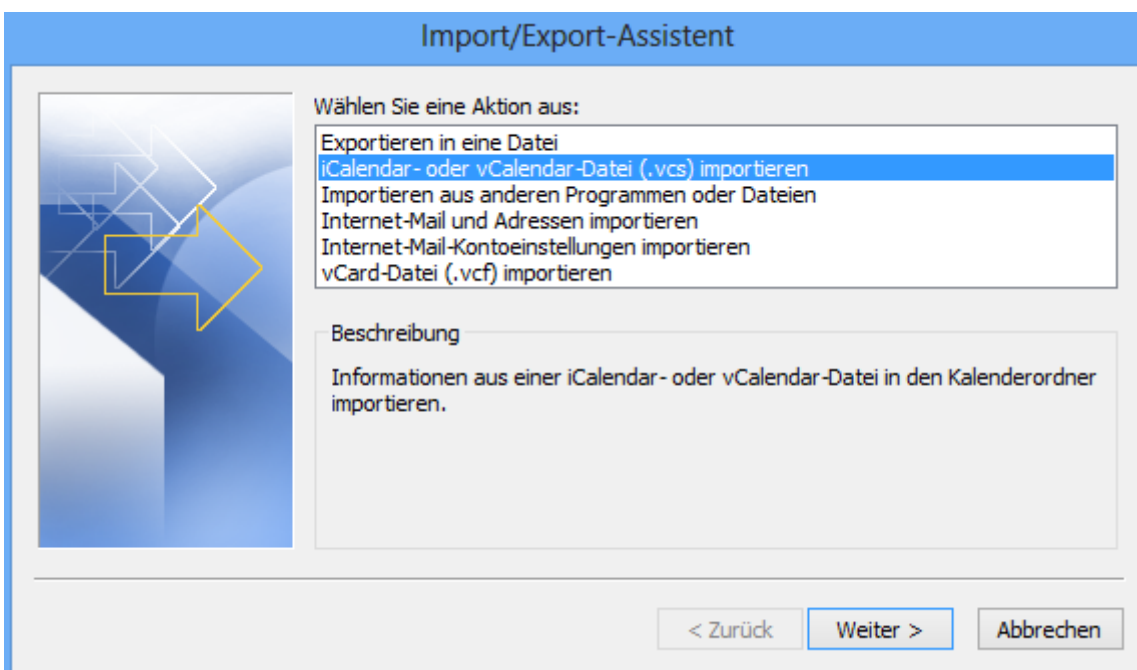 Import/Export-Assistent
Wählen Sie eine Aktion aus:
Exportieren in eine Datei
iCalendar- oder vCalendar-Datei (.vcs) importieren
Importieren aus anderen Programmen oder Dateien
Internet-Mail und Adressen importieren
Internet-Mail-Kontoeinstellungen importieren
vCard-Datei (.vcf) importieren
Beschreibung
Informationen aus einer iCalendar- oder vCalendar-Datei in den Kalenderordner
importieren.
< Zurück Weiter > Abbrechen